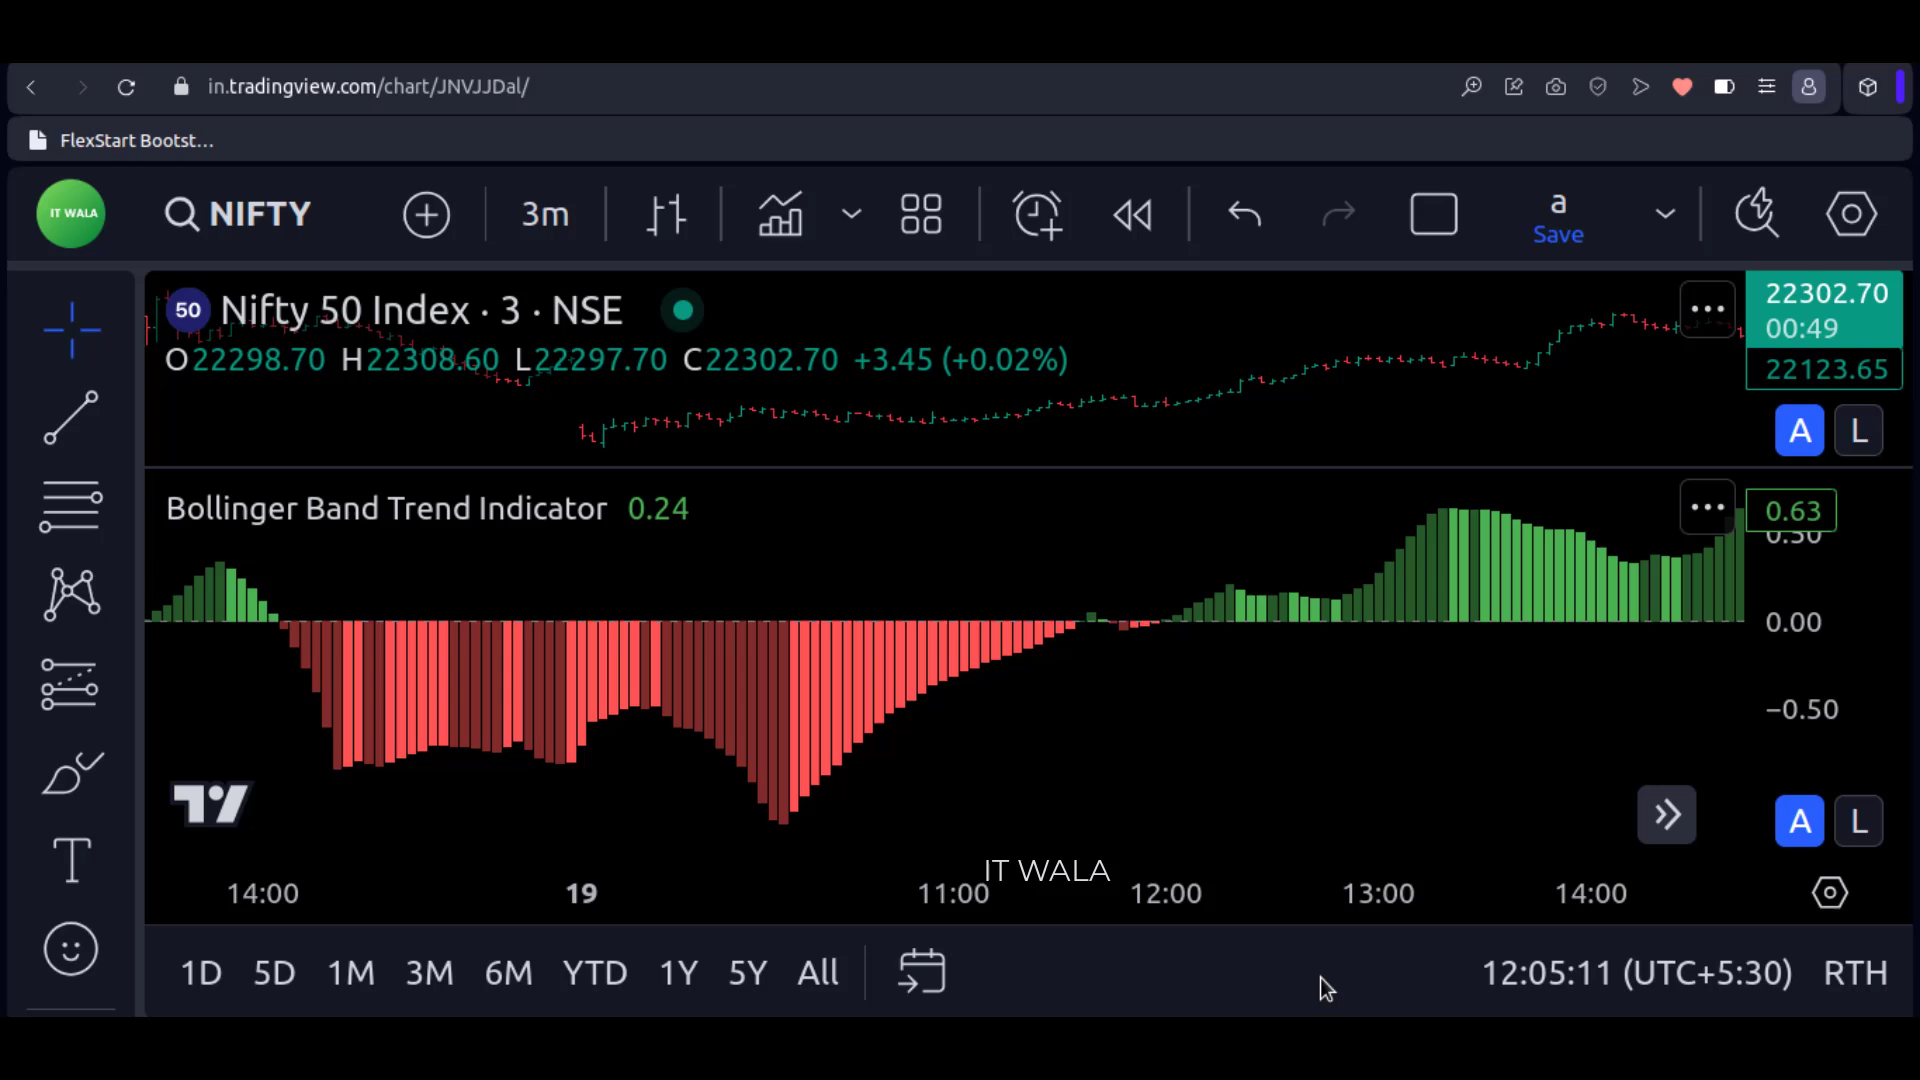 in.tradingview.com/chart/JNVJJDal/
FlexStart Bootst...
IT WALA
NIFTY
3m
a
Save
50 Nifty 50 Index · 3 · NSE
O22298.70 H22308.60 L22297.70 C22302.70 +3.45 (+0.02%)
22302.70
00:49
22123.65
A L
Bollinger Band Trend Indicator 0.24
0.63
0.50
0.00
−0.50
A L
IT WALA
14:00 19 11:00 12:00 13:00 14:00
1D 5D 1M 3M 6M YTD 1Y 5Y All
12:05:11 (UTC+5:30) RTH